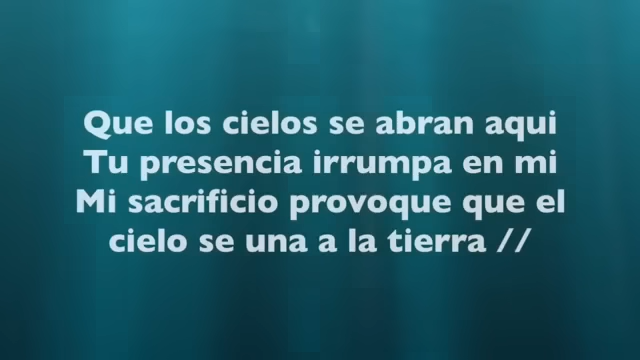 Que los cielos se abran aqui
Tu presencia irrumpa en mi
Mi sacrificio provoque que el
cielo se una a la tierra //